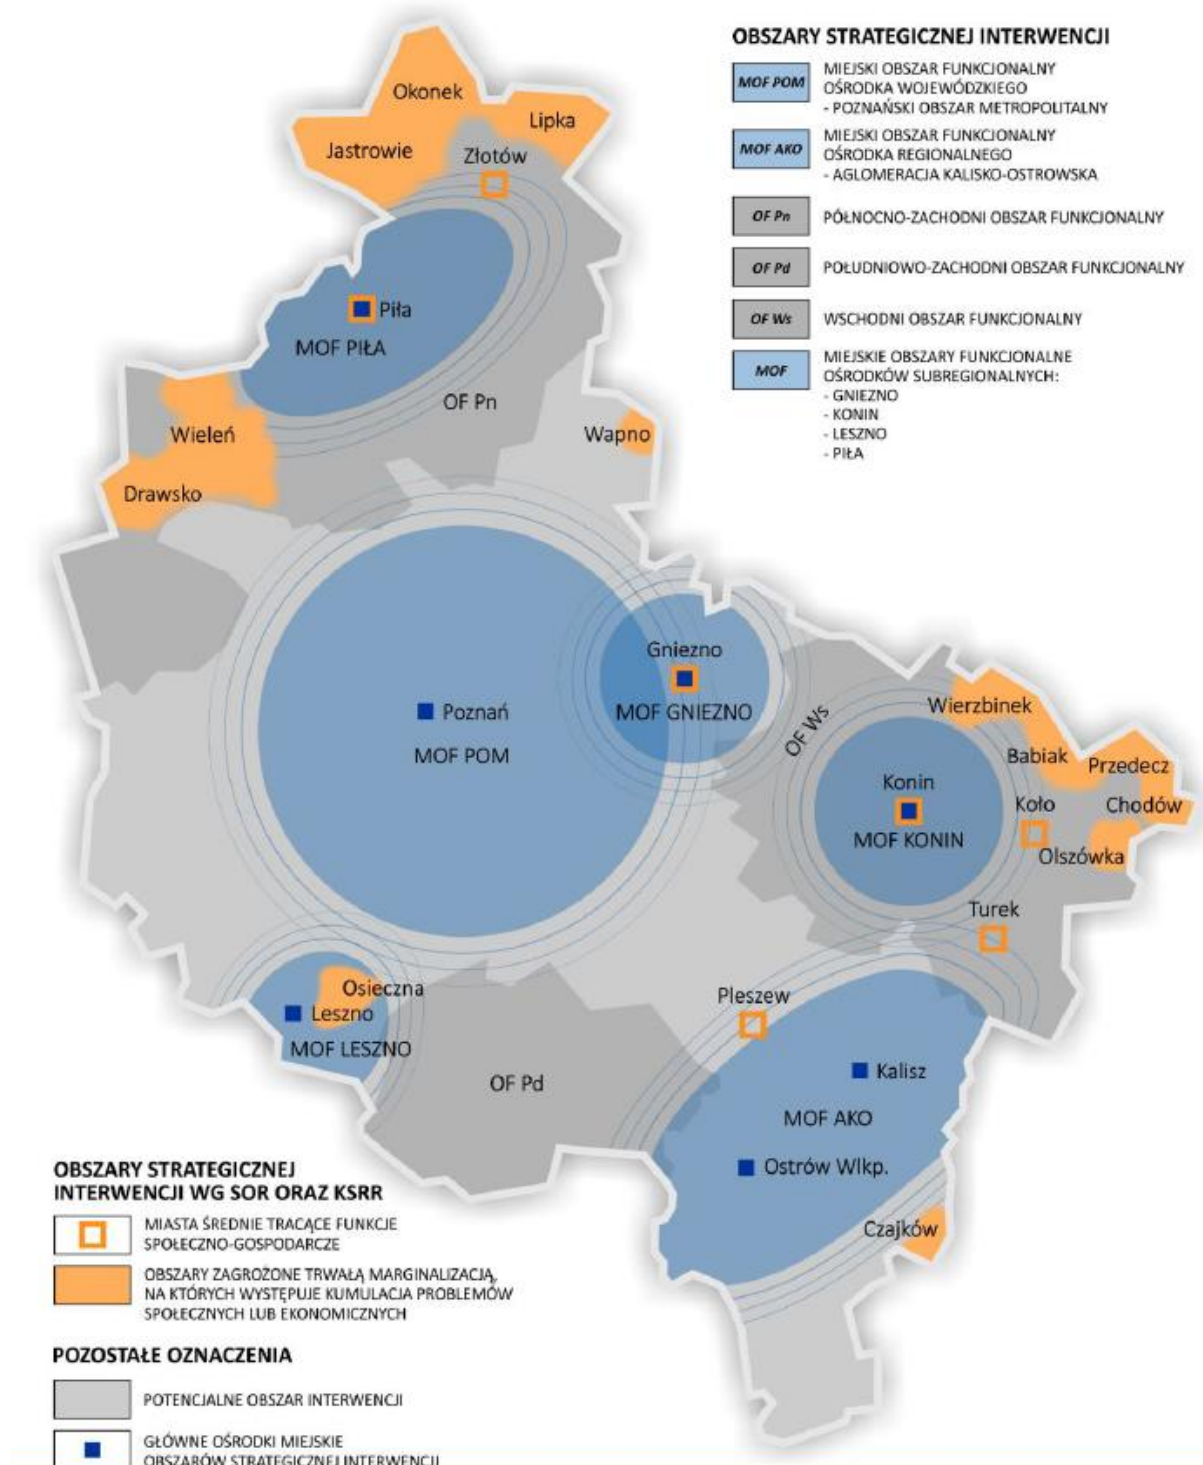 OBSZARY STRATEGICZNEJ INTERWENCJI
MOF POM
MIEJSKI OBSZAR FUNKCJONALNY
OŚRODKA WOJEWÓDZKIEGO
- POZNAŃSKI OBSZAR METROPOLITALNY
MOF AKO
MIEJSKI OBSZAR FUNKCJONALNY
OŚRODKA REGIONALNEGO
- AGLOMERACJA KALISKO-OSTROWSKA
OF Pn
PÓŁNOCNO-ZACHODNI OBSZAR FUNKCJONALNY
OF Pd
POŁUDNIOWO-ZACHODNI OBSZAR FUNKCJONALNY
OF Ws
WSCHODNI OBSZAR FUNKCJONALNY
MOF
MIEJSKIE OBSZARY FUNKCJONALNE
OŚRODKÓW SUBREGIONALNYCH:
- GNIEZNO
- KONIN
- LESZNO
- PIŁA
Okonek
Lipka
Jastrowie
Złotów
Piła
MOF PIŁA
OF Pn
Wieleń
Wapno
Drawsko
Gniezno
Poznań
MOF GNIEZNO
MOF POM
OF Ws
Wierzbinek
Babiak
Przedecz
Konin
Koło
Chodów
MOF KONIN
Olszówka
Turek
Osieczna
Leszno
MOF LESZNO
Pleszew
OF Pd
Kalisz
MOF AKO
Ostrów Wlkp.
Czajków
OBSZARY STRATEGICZNEJ
INTERWENCJI WG SOR ORAZ KSRR
MIASTA ŚREDNIE TRACĄCE FUNKCJE
SPOŁECZNO-GOSPODARCZE
OBSZARY ZAGROŻONE TRWAŁĄ MARGINALIZACJĄ,
NA KTÓRYCH WYSTĘPUJE KUMULACJA PROBLEMÓW
SPOŁECZNYCH LUB EKONOMICZNYCH
POZOSTAŁE OZNACZENIA
POTENCJALNE OBSZAR INTERWENCJI
GŁÓWNE OŚRODKI MIEJSKIE
OBSZARÓW STRATEGICZNEJ INTERWENCJI